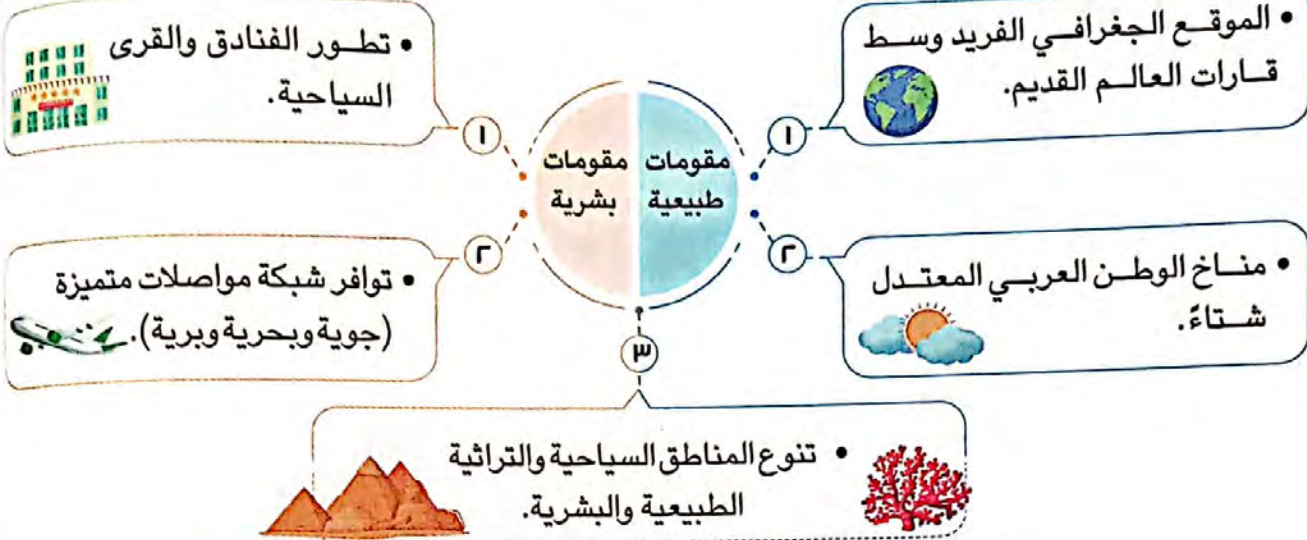 • الموقع الجغرافي الفريد وسط
قارات العالم القديم.
١
• مناخ الوطن العربي المعتدل
شتاءً.
٢
مقومات
طبيعية
مقومات
بشرية
• تطور الفنادق والقرى
السياحية.
١
• توافر شبكة مواصلات متميزة
(جوية وبحرية وبرية).
٢
٣
• تنوع المناطق السياحية والتراثية
الطبيعية والبشرية.